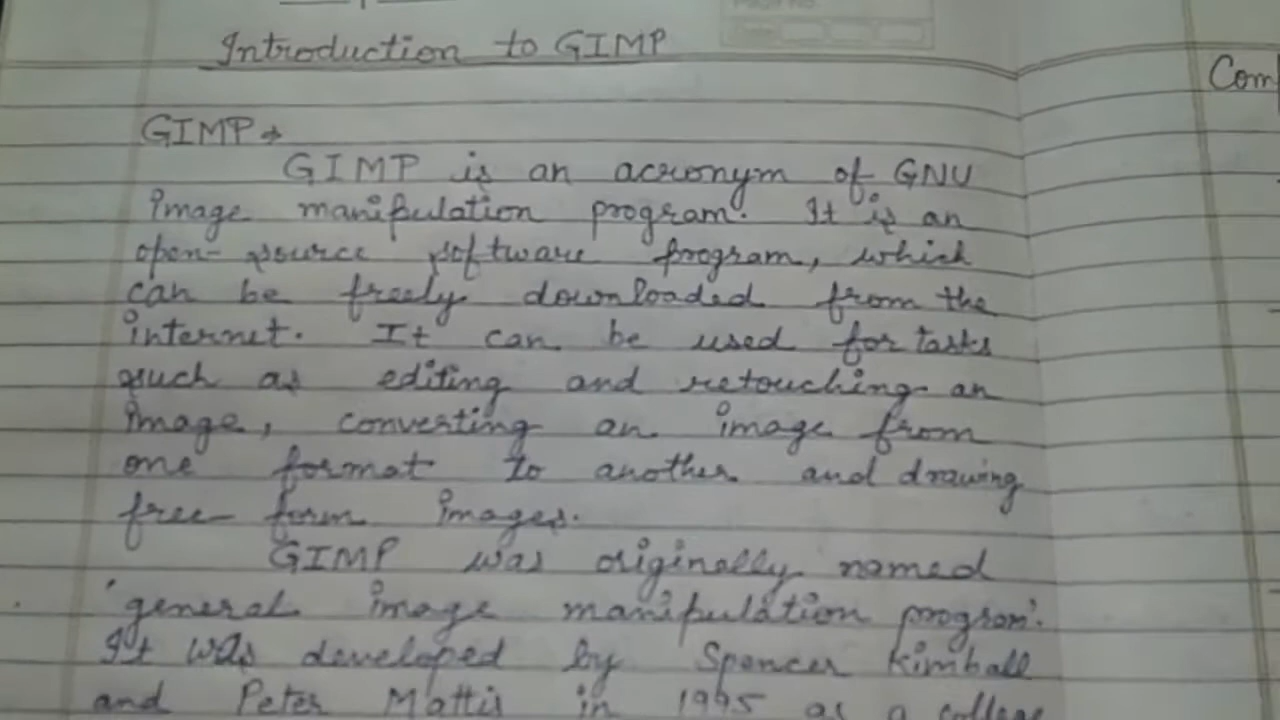 Introduction to GIMP
Com
GIMP →
GIMP is an acronym of GNU
image manipulation program. It is an
open-source software program, which
can be freely downloaded from the
internet. It can be used for tasks
such as editing and retouching an
image, converting an image from
one format to another and drawing
free form images.
GIMP was originally named
'general image manipulation program'.
It was developed by Spencer Kimball
and Peter Mattis in 1995 as a college